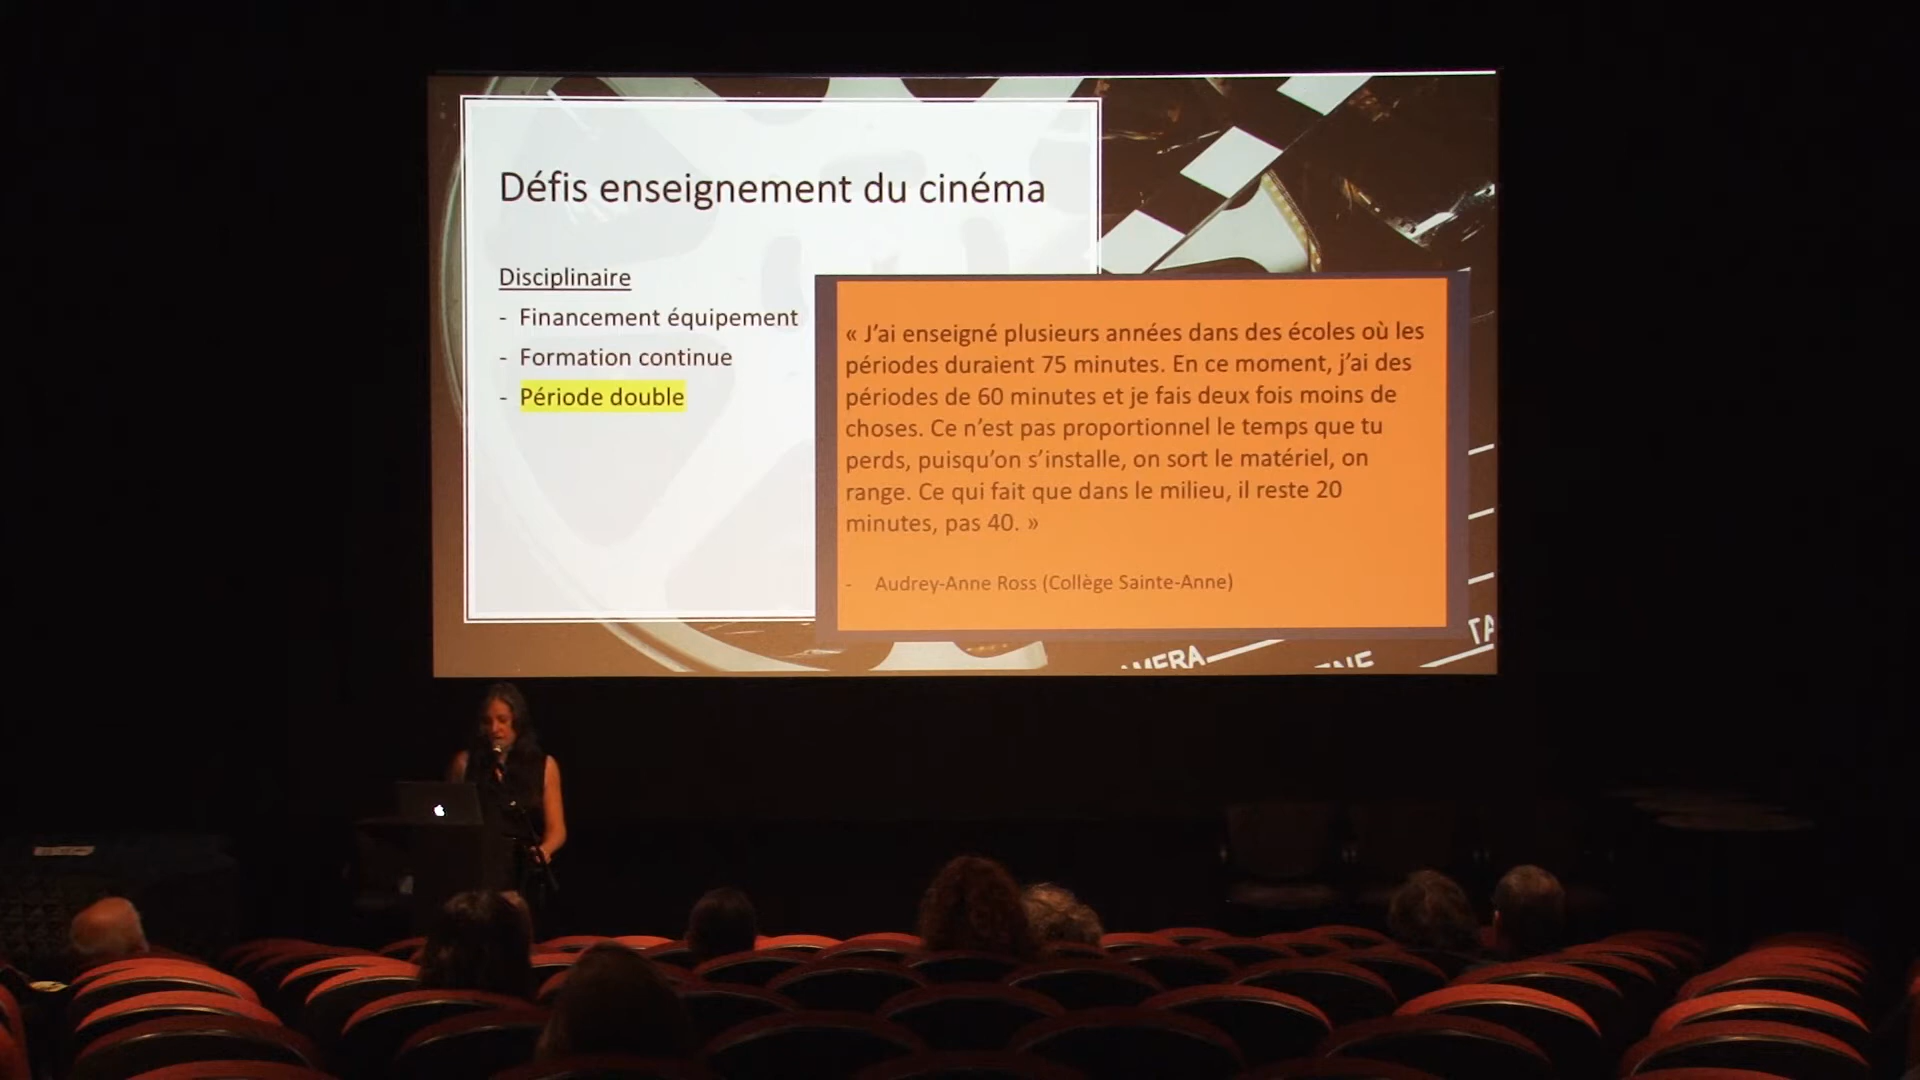 Défis enseignement du cinéma
Disciplinaire
- Financement équipement
- Formation continue
- Période double
« J'ai enseigné plusieurs années dans des écoles où les
périodes duraient 75 minutes. En ce moment, j'ai des
périodes de 60 minutes et je fais deux fois moins de
choses. Ce n'est pas proportionnel le temps que tu
perds, puisqu'on s'installe, on sort le matériel, on
range. Ce qui fait que dans le milieu, il reste 20
minutes, pas 40. »
- Audrey-Anne Ross (Collège Sainte-Anne)
TA